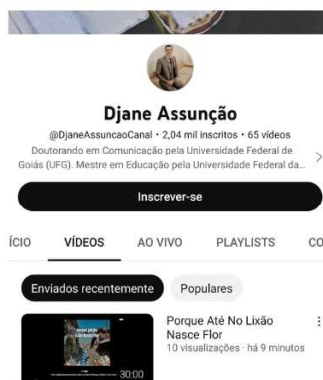 Djane Assunção
@DjaneAssuncaoCanal • 2,04 mil inscritos • 65 vídeos
Doutorando em Comunicação pela Universidade Federal de
Goiás (UFG). Mestre em Educação pela Universidade Federal da...
Inscrever-se
ÍCIO VÍDEOS AO VIVO PLAYLISTS CO
Enviados recentemente Populares
Porque Até No Lixão
Nasce Flor
10 visualizações · há 9 minutos
30:00